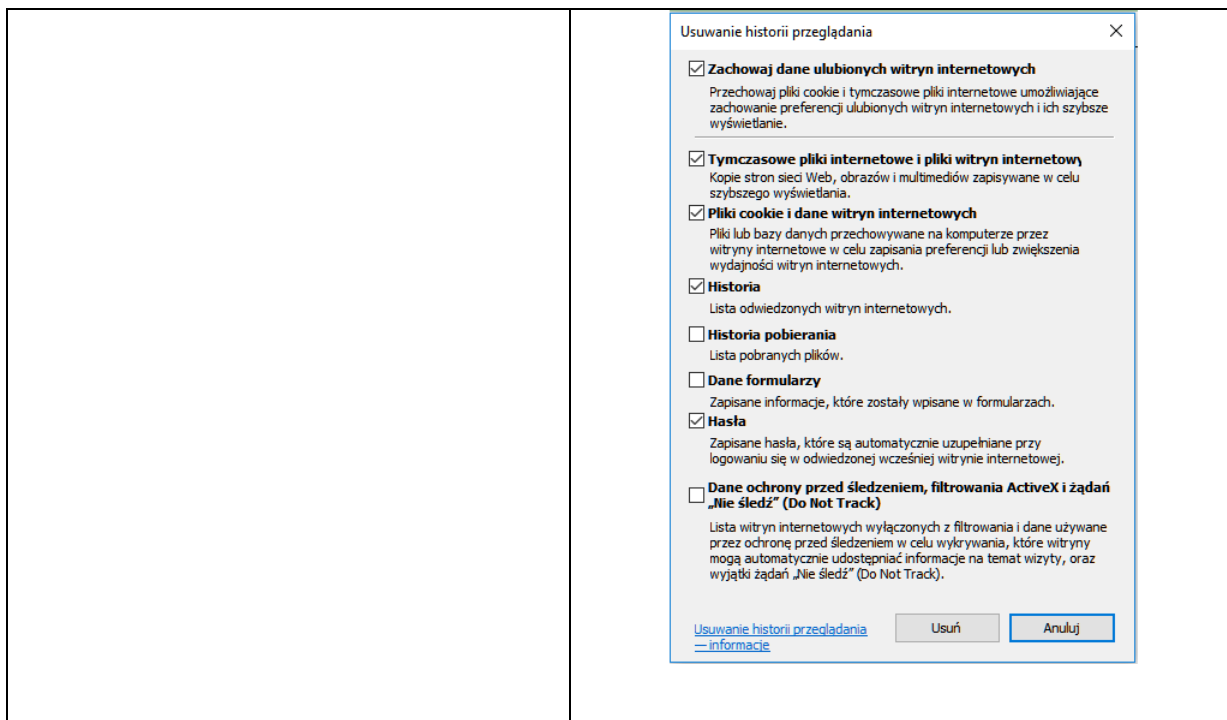 Usuwanie historii przeglądania
Zachowaj dane ulubionych witryn internetowych
Przechowaj pliki cookie i tymczasowe pliki internetowe umożliwiające
zachowanie preferencji ulubionych witryn internetowych i ich szybsze
wyświetlanie.
Tymczasowe pliki internetowe i pliki witryn internetowy
Kopie stron sieci Web, obrazów i multimediów zapisywane w celu
szybszego wyświetlania.
Pliki cookie i dane witryn internetowych
Pliki lub bazy danych przechowywane na komputerze przez
witryny internetowe w celu zapisania preferencji lub zwiększenia
wydajności witryn internetowych.
Historia
Lista odwiedzonych witryn internetowych.
Historia pobierania
Lista pobranych plików.
Dane formularzy
Zapisane informacje, które zostały wpisane w formularzach.
Hasła
Zapisane hasła, które są automatycznie uzupełniane przy
logowaniu się w odwiedzonej wcześniej witrynie internetowej.
Dane ochrony przed śledzeniem, filtrowania ActiveX i żądań
„Nie śledź” (Do Not Track)
Lista witryn internetowych wyłączonych z filtrowania i dane używane
przez ochronę przed śledzeniem w celu wykrywania, które witryny
mogą automatycznie udostępniać informacje na temat wizyty, oraz
wyjątki żądań „Nie śledź” (Do Not Track).
Usuwanie historii przeglądania
— informacje
Usuń
Anuluj